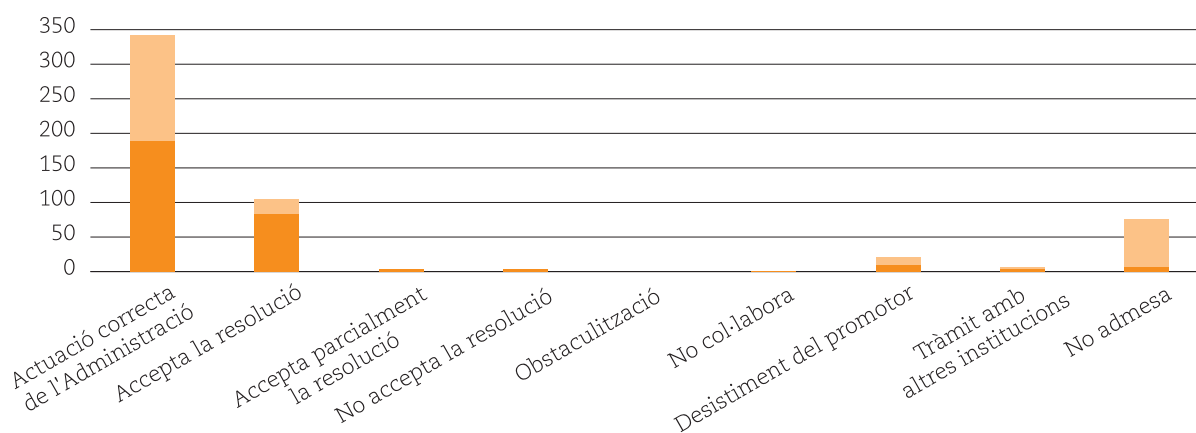 350
300
250
200
150
100
50
0
Actuació correcta
de l'Administració
Accepta la resolució
Accepta parcialment
la resolució
No accepta la resolució
Obstaculització
No col·labora
Desistiment del promotor
Tràmit amb
altres institucions
No admesa